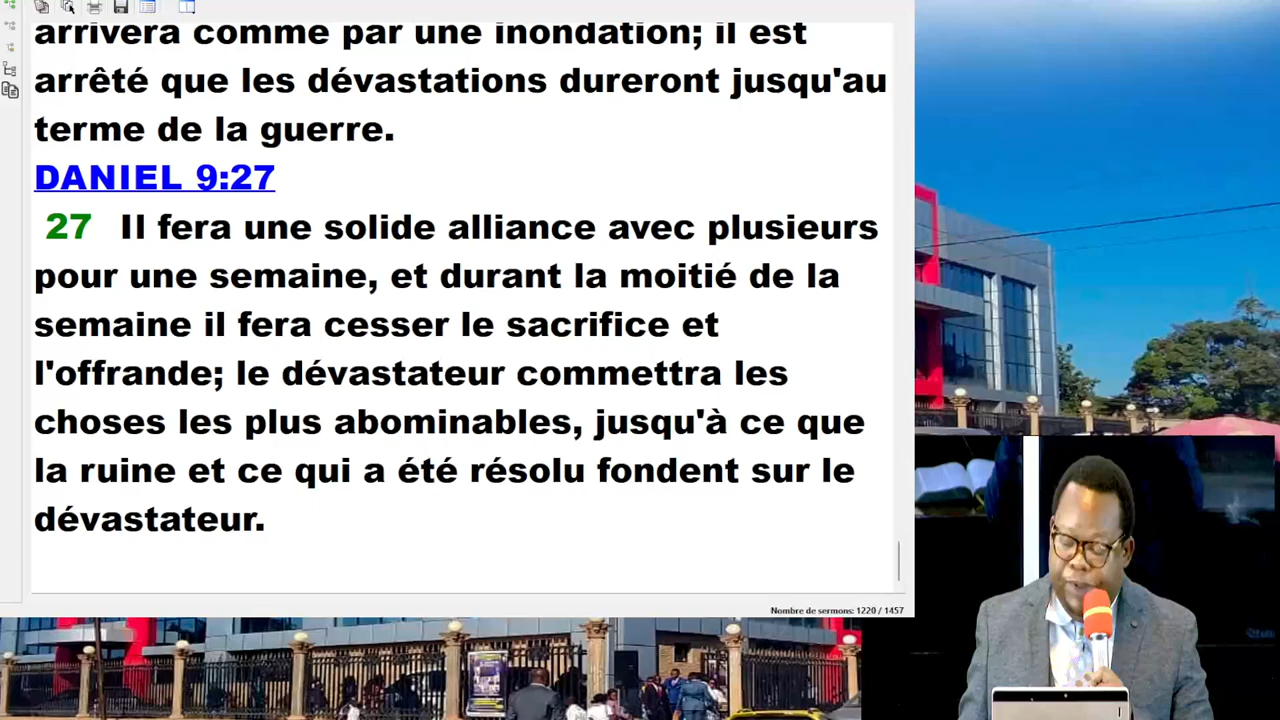 arrivera comme par une inondation; il est
arrêté que les dévastations dureront jusqu'au
terme de la guerre.
DANIEL 9:27
27 Il fera une solide alliance avec plusieurs
pour une semaine, et durant la moitié de la
semaine il fera cesser le sacrifice et
l'offrande; le dévastateur commettra les
choses les plus abominables, jusqu'à ce que
la ruine et ce qui a été résolu fondent sur le
dévastateur.
Nombre de sermons: 1220 / 1457